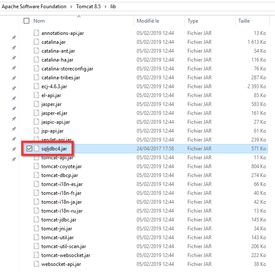 Apache Software Foundation > Tomcat 8.5 > lib
Nom Modifié le Type Taille
annotations-api.jar 05/02/2019 12:44 Fichier JAR 13 Ko
catalina.jar 05/02/2019 12:44 Fichier JAR 1 613 Ko
catalina-ant.jar 05/02/2019 12:44 Fichier JAR 54 Ko
catalina-ha.jar 05/02/2019 12:44 Fichier JAR 116 Ko
catalina-storeconfig.jar 05/02/2019 12:44 Fichier JAR 76 Ko
catalina-tribes.jar 05/02/2019 12:44 Fichier JAR 287 Ko
ecj-4.6.3.jar 05/02/2019 12:44 Fichier JAR 2 393 Ko
el-api.jar 05/02/2019 12:44 Fichier JAR 85 Ko
jasper.jar 05/02/2019 12:44 Fichier JAR 583 Ko
jasper-el.jar 05/02/2019 12:44 Fichier JAR 161 Ko
jaspic-api.jar 05/02/2019 12:44 Fichier JAR 27 Ko
jsp-api.jar 05/02/2019 12:44 Fichier JAR 61 Ko
servlet-api.jar 05/02/2019 12:44 Fichier JAR 239 Ko
sqljdbc4.jar 24/04/2017 17:56 Fichier JAR 571 Ko
tomcat-api.jar 05/02/2019 12:44 Fichier JAR 11 Ko
tomcat-coyote.jar 05/02/2019 12:44 Fichier JAR 804 Ko
tomcat-dbcp.jar 05/02/2019 12:44 Fichier JAR 274 Ko
tomcat-i18n-es.jar 05/02/2019 12:44 Fichier JAR 66 Ko
tomcat-i18n-fr.jar 05/02/2019 12:44 Fichier JAR 40 Ko
tomcat-i18n-ja.jar 05/02/2019 12:44 Fichier JAR 42 Ko
tomcat-i18n-ru.jar 05/02/2019 12:44 Fichier JAR 13 Ko
tomcat-jdbc.jar 05/02/2019 12:44 Fichier JAR 145 Ko
tomcat-jni.jar 05/02/2019 12:44 Fichier JAR 34 Ko
tomcat-util.jar 05/02/2019 12:44 Fichier JAR 143 Ko
tomcat-util-scan.jar 05/02/2019 12:44 Fichier JAR 206 Ko
tomcat-websocket.jar 05/02/2019 12:44 Fichier JAR 222 Ko
websocket-api.jar 05/02/2019 12:44 Fichier JAR 36 Ko